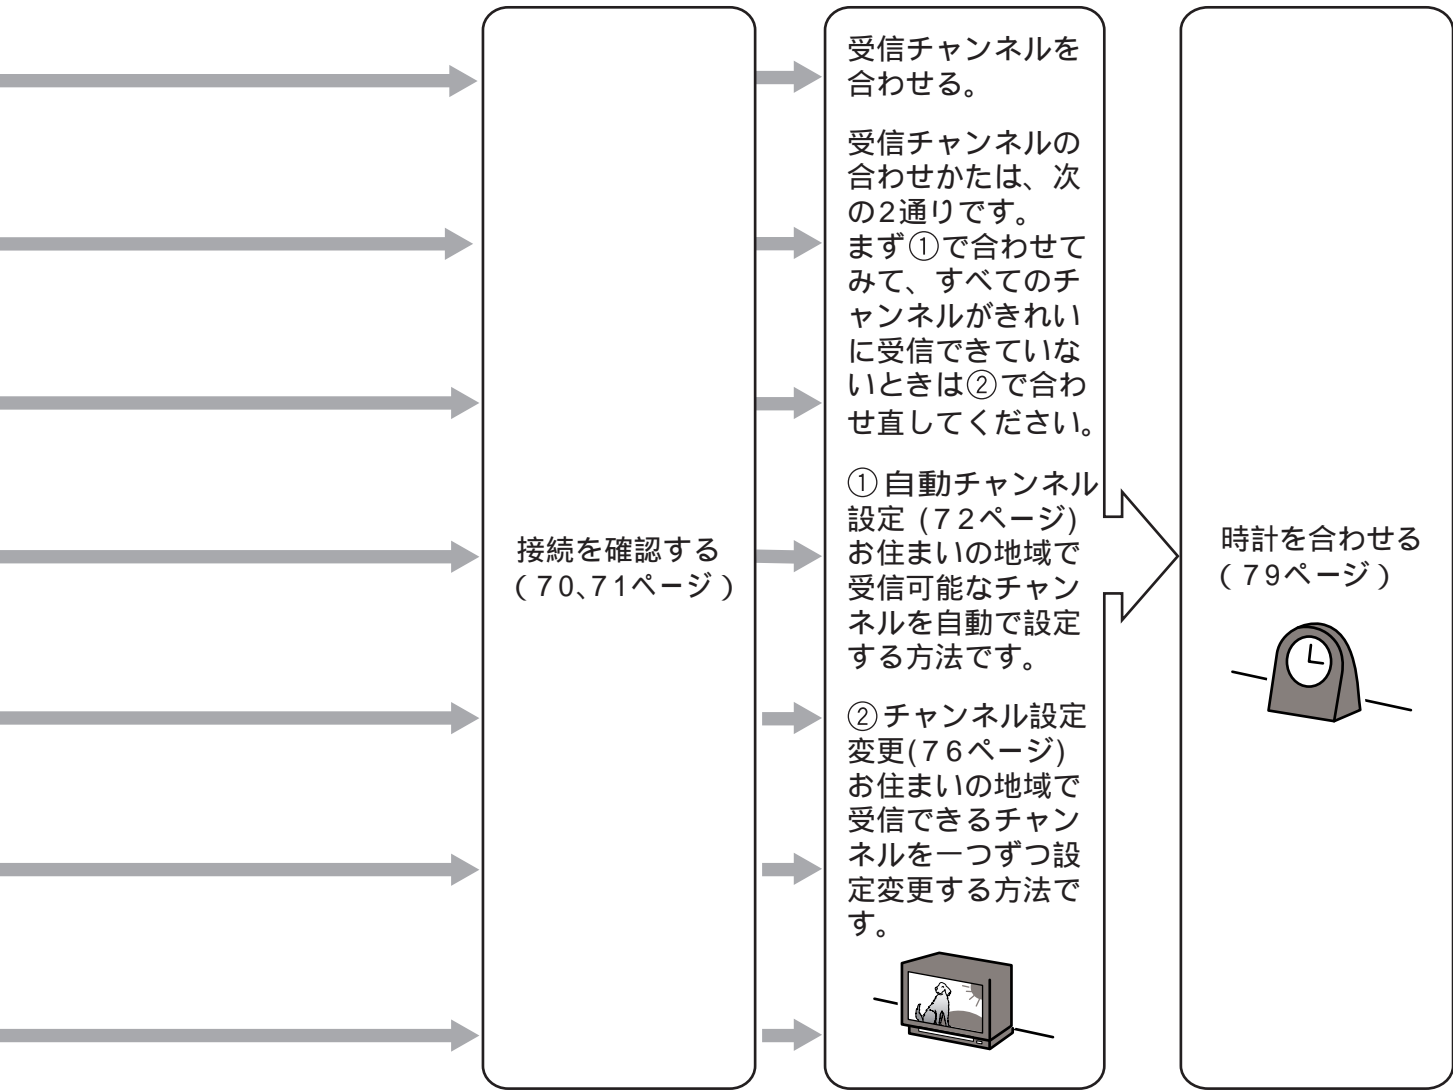 接続を確認する
（70、71ページ）
受信チャンネルを
合わせる。
受信チャンネルの
合わせかたは、次
の2通りです。
まず①で合わせて
みて、すべてのチ
ャンネルがきれい
に受信できていな
いときは②で合わ
せ直してください。
①自動チャンネル
設定 (72ページ)
お住まいの地域で
受信可能なチャン
ネルを自動で設定
する方法です。
②チャンネル設定
変更(76ページ)
お住まいの地域で
受信できるチャン
ネルを一つずつ設
定変更する方法で
す。
時計を合わせる
（79ページ）